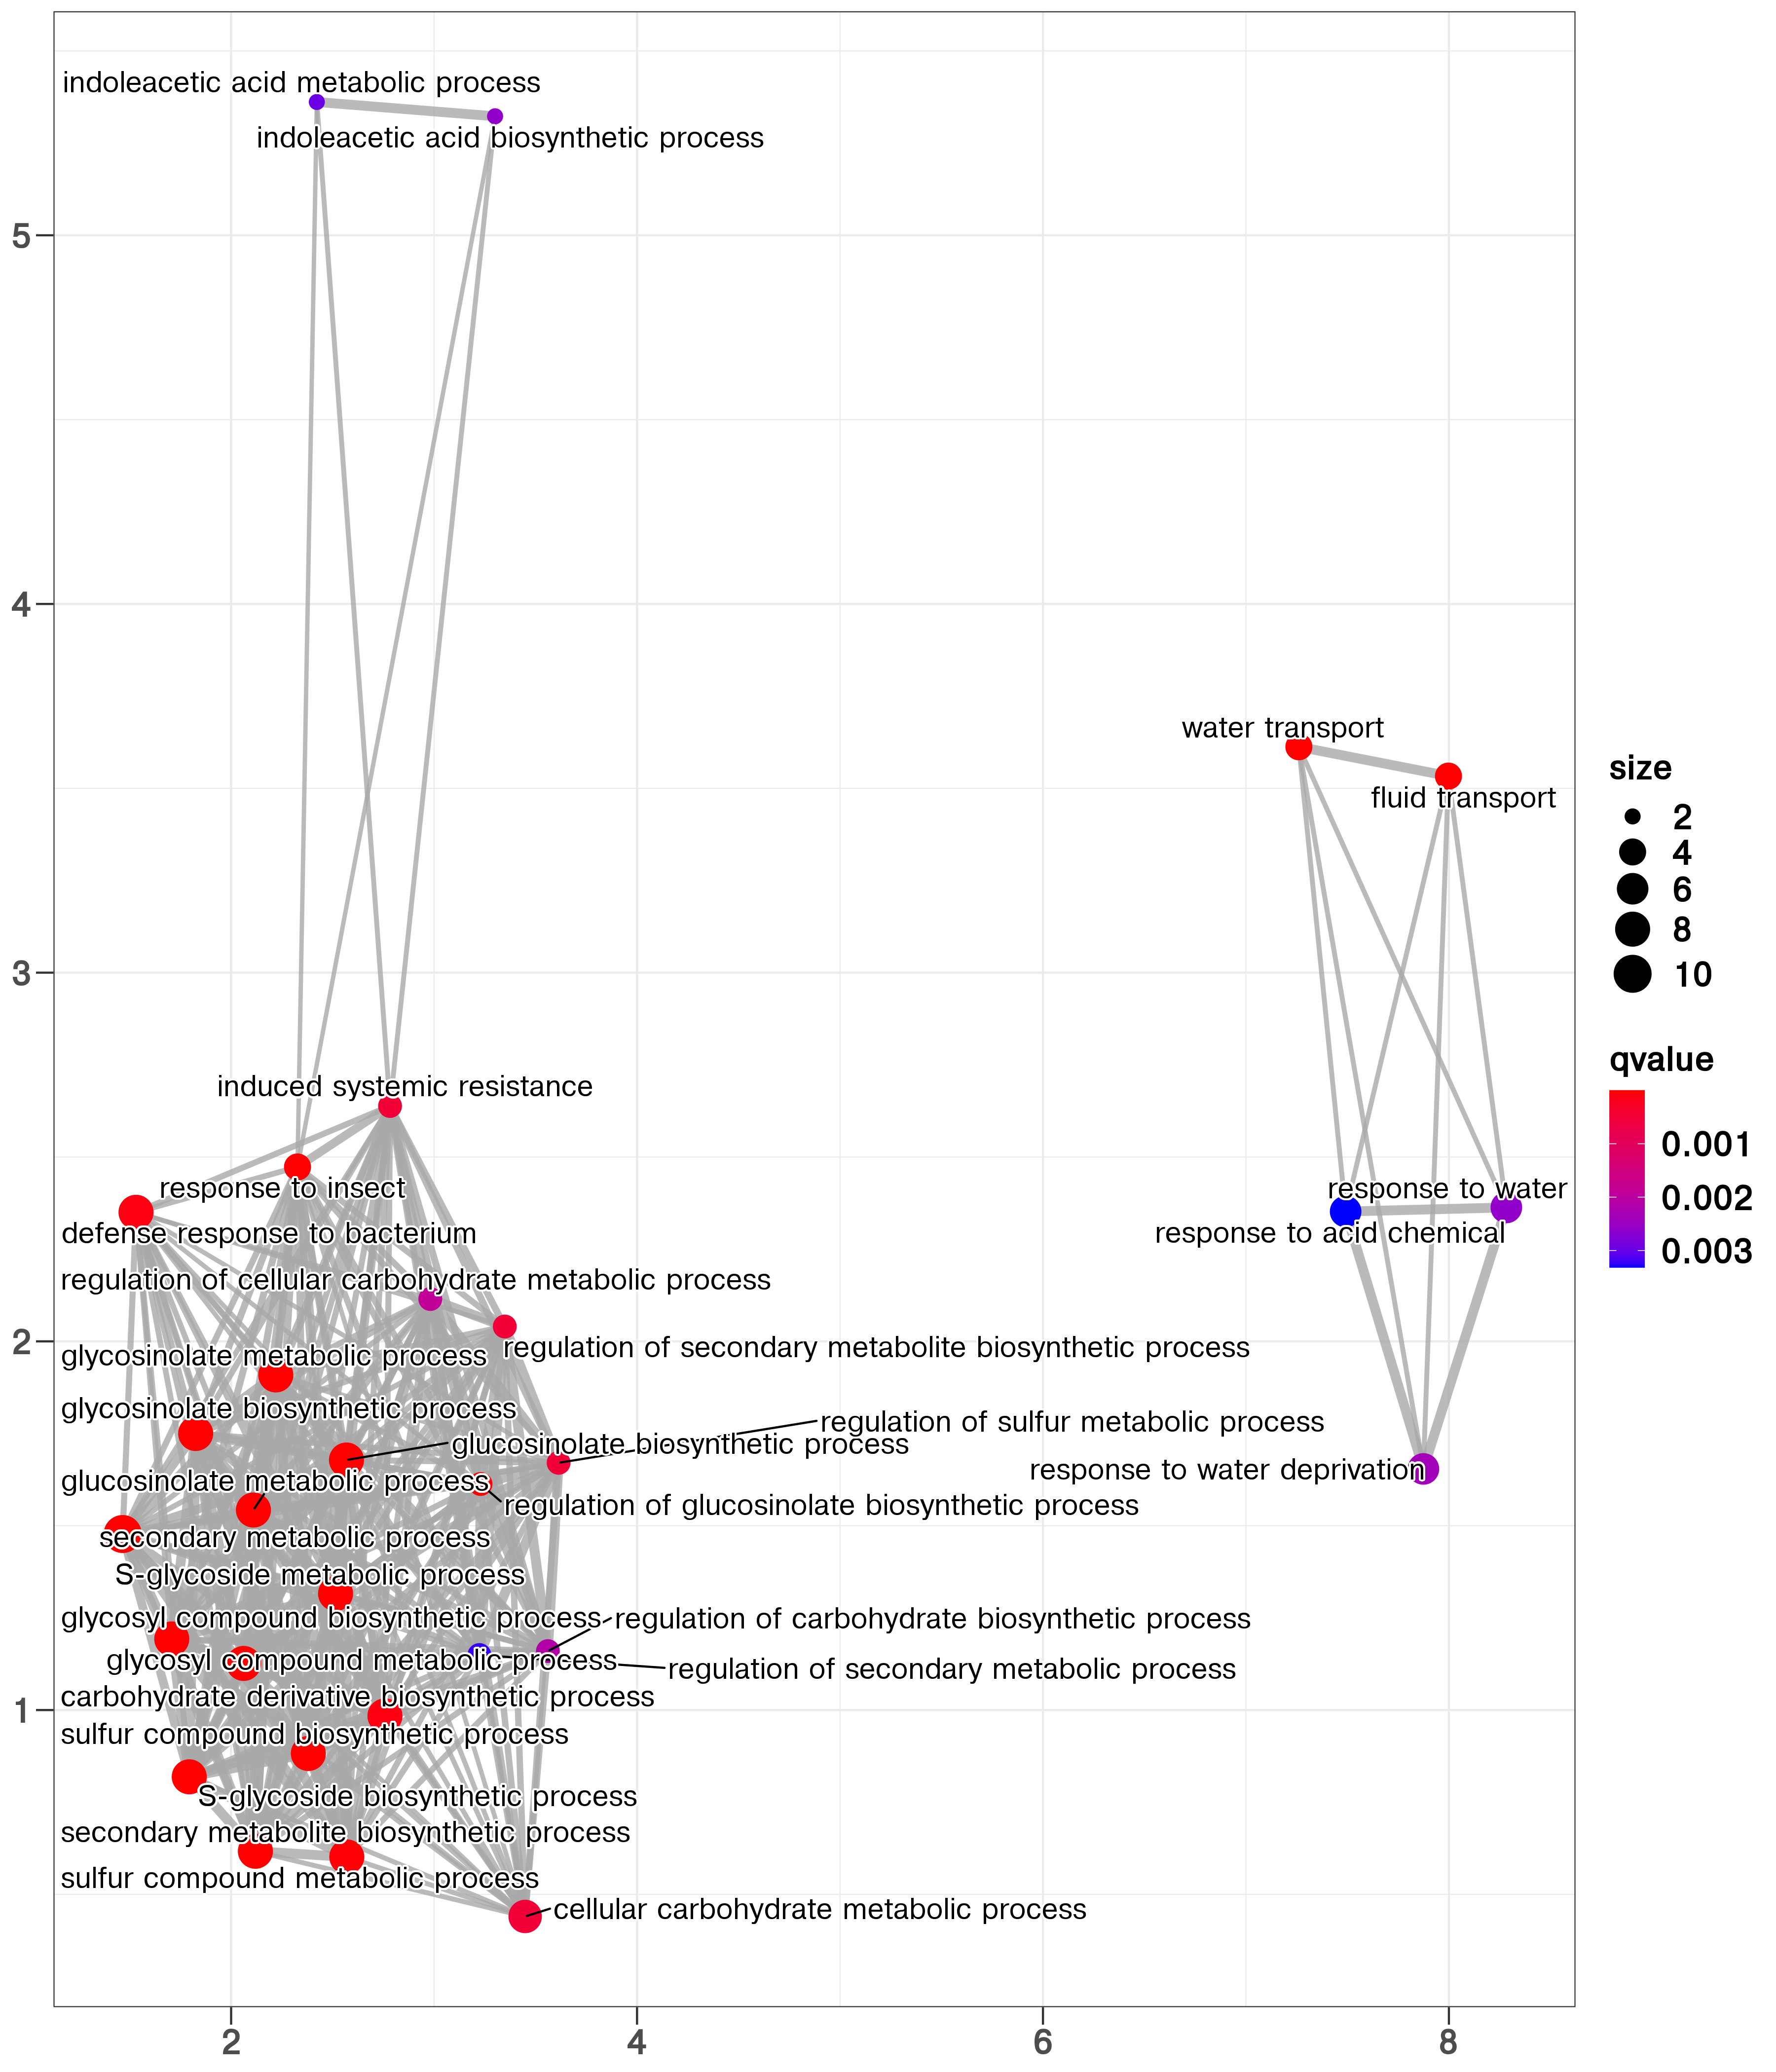 indoleacetic acid metabolic process
indoleacetic acid biosynthetic process
5
4
water transport
fluid transport
size
2
4
6
8
10
3
qvalue
0.001
0.002
0.003
induced systemic resistance
response to insect
response to water
defense response to bacterium
response to acid chemical
regulation of cellular carbohydrate metabolic process
2
regulation of secondary metabolite biosynthetic process
glycosinolate metabolic process
glycosinolate biosynthetic process
regulation of sulfur metabolic process
glucosinolate biosynthetic process
response to water deprivation
glucosinolate metabolic process
regulation of glucosinolate biosynthetic process
secondary metabolic process
S-glycoside metabolic process
glycosyl compound biosynthetic process
regulation of carbohydrate biosynthetic process
glycosyl compound metabolic process
regulation of secondary metabolic process
carbohydrate derivative biosynthetic process
1
sulfur compound biosynthetic process
S-glycoside biosynthetic process
secondary metabolite biosynthetic process
sulfur compound metabolic process
cellular carbohydrate metabolic process
2
4
6
8